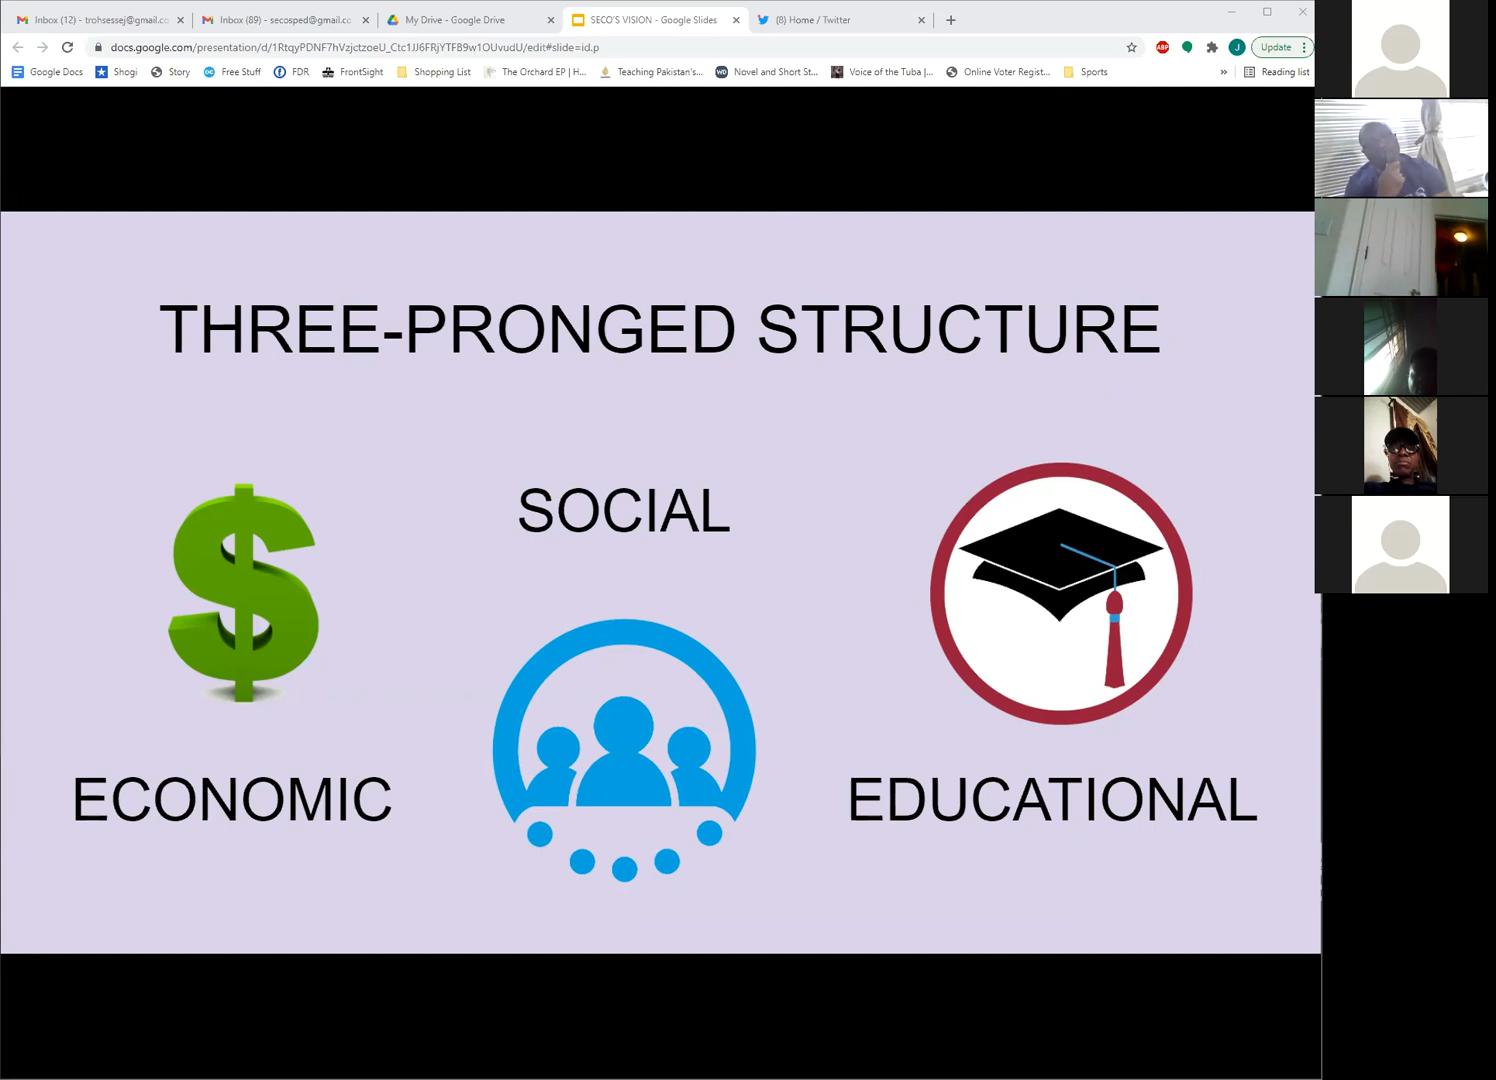 Inbox (12) - trohsessej@gmail.co
Inbox (89) - secosped@gmail.co
My Drive - Google Drive
SECO'S VISION - Google Slides
(8) Home / Twitter
docs.google.com/presentation/d/1RtqyPDNF7hVzjctzoeU_Ctc1JJ6FRjYTFB9w1OUvudU/edit#slide=id.p
ABP
J
Update
Google Docs
Shogi
Story
Free Stuff
FDR
FrontSight
Shopping List
The Orchard EP | H...
Teaching Pakistan's...
Novel and Short St...
Voice of the Tuba |...
Online Voter Regist...
Sports
»
Reading list
THREE-PRONGED STRUCTURE
SOCIAL
ECONOMIC
EDUCATIONAL